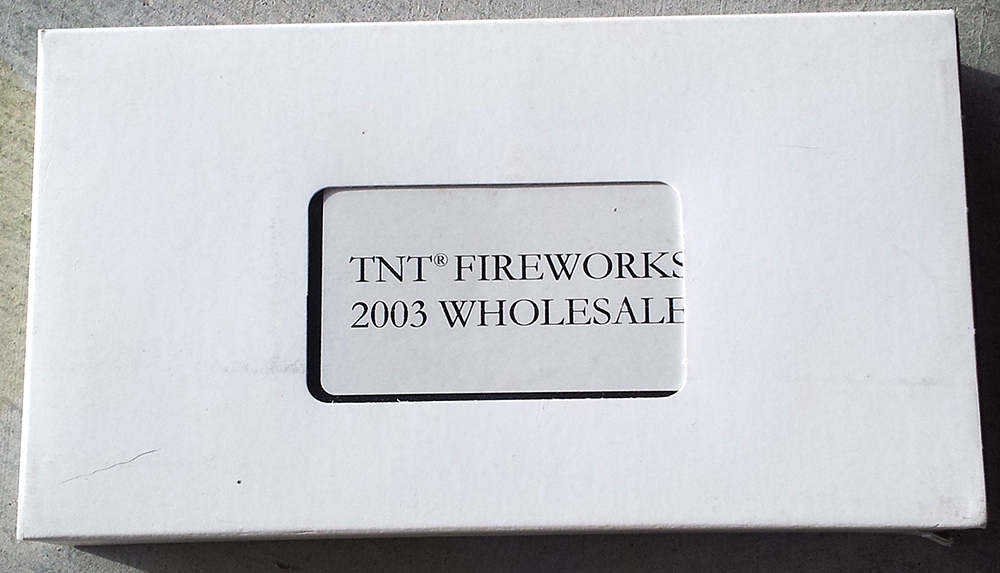 TNT® FIREWORKS
2003 WHOLESALE